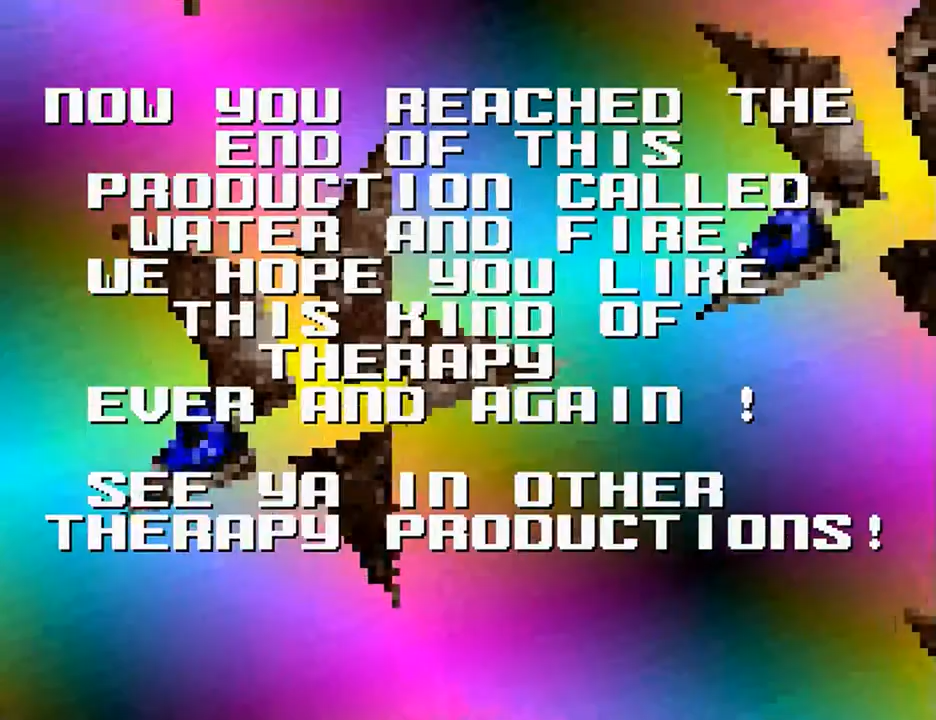 NOW YOU REACHED THE
END OF THIS
PRODUCTION CALLED
WATER AND FIRE.
WE HOPE YOU LIKE
THIS KIND OF
THERAPY
EVER AND AGAIN !
SEE YA IN OTHER
THERAPY PRODUCTIONS!